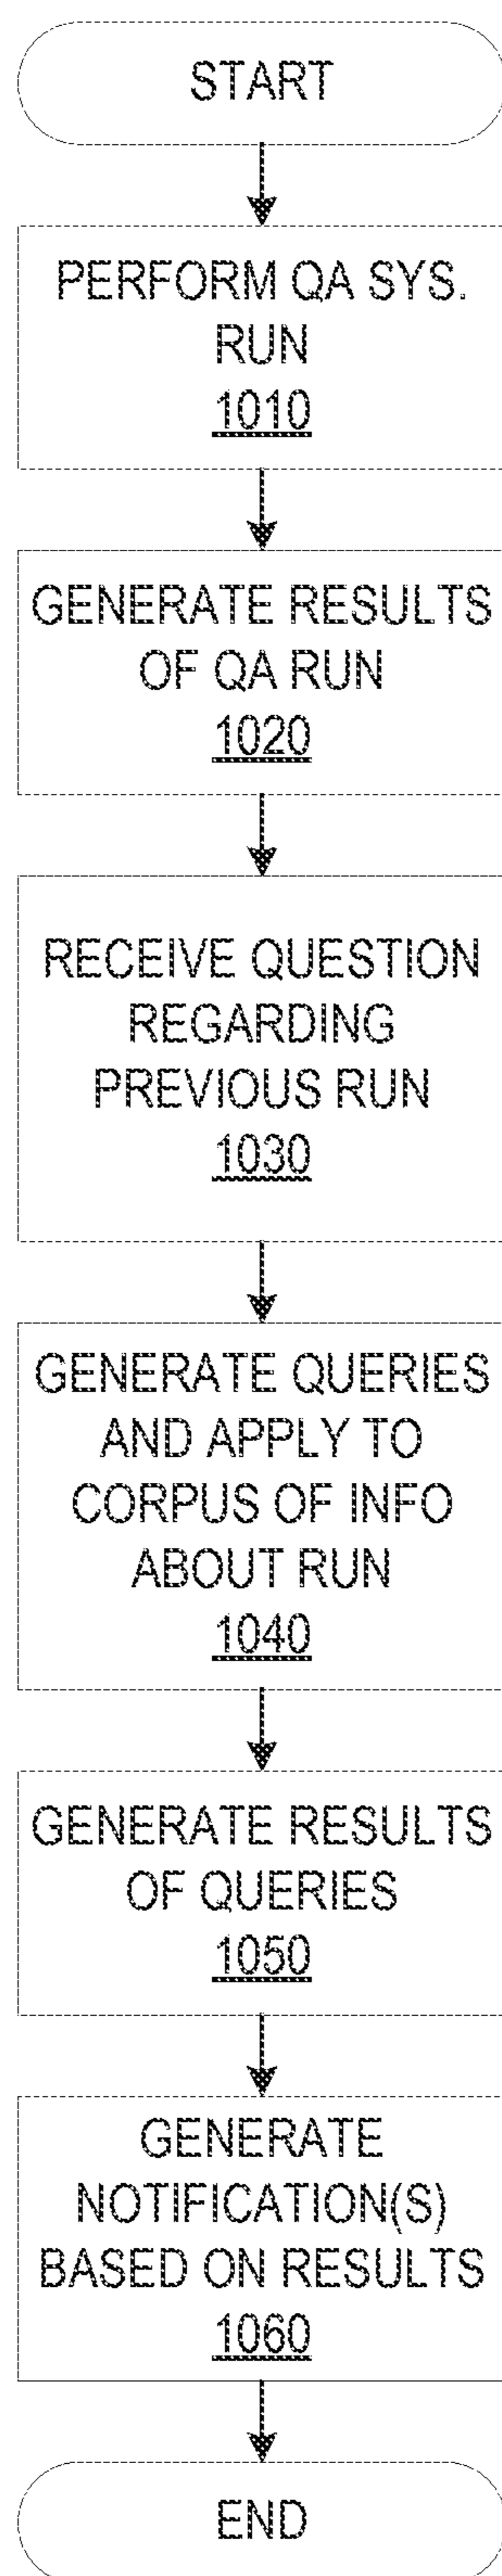 START
PERFORM QA SYS.
RUN
1010
GENERATE RESULTS
OF QA RUN
1020
RECEIVE QUESTION
REGARDING
PREVIOUS RUN
1030
GENERATE QUERIES
AND APPLY TO
CORPUS OF INFO
ABOUT RUN
1040
GENERATE RESULTS
OF QUERIES
1050
GENERATE
NOTIFICATION(S)
BASED ON RESULTS
1060
END